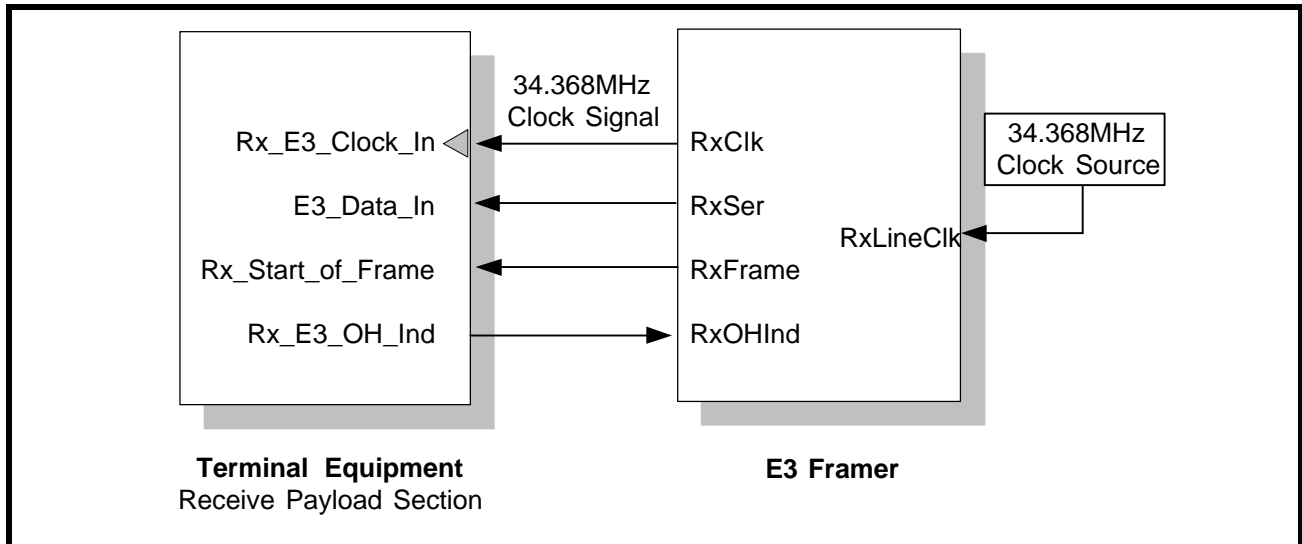 34.368MHz
Clock Signal
Rx_E3_Clock_In
E3_Data_In
Rx_Start_of_Frame
Rx_E3_OH_Ind
RxClk
RxSer
RxFrame
RxOHInd
RxLineClk
34.368MHz
Clock Source
Terminal Equipment
Receive Payload Section
E3 Framer